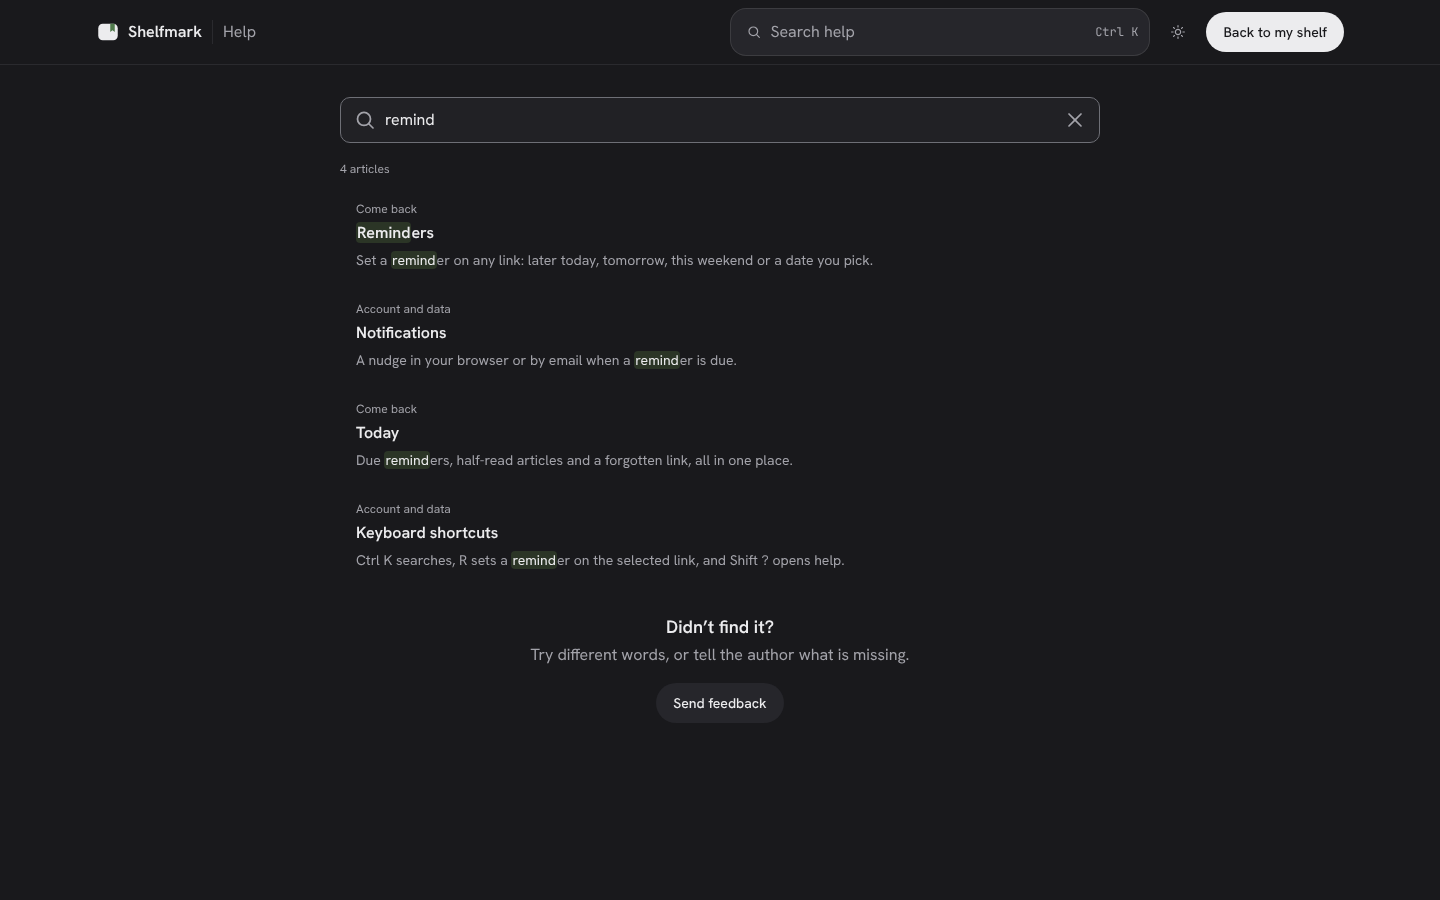 Shelfmark
Help
Search help
Ctrl K
Back to my shelf
remind
4 articles
Come back
Reminders
Set a reminder on any link: later today, tomorrow, this weekend or a date you pick.
Account and data
Notifications
A nudge in your browser or by email when a reminder is due.
Come back
Today
Due reminders, half-read articles and a forgotten link, all in one place.
Account and data
Keyboard shortcuts
Ctrl K searches, R sets a reminder on the selected link, and Shift ? opens help.
Didn’t find it?
Try different words, or tell the author what is missing.
Send feedback